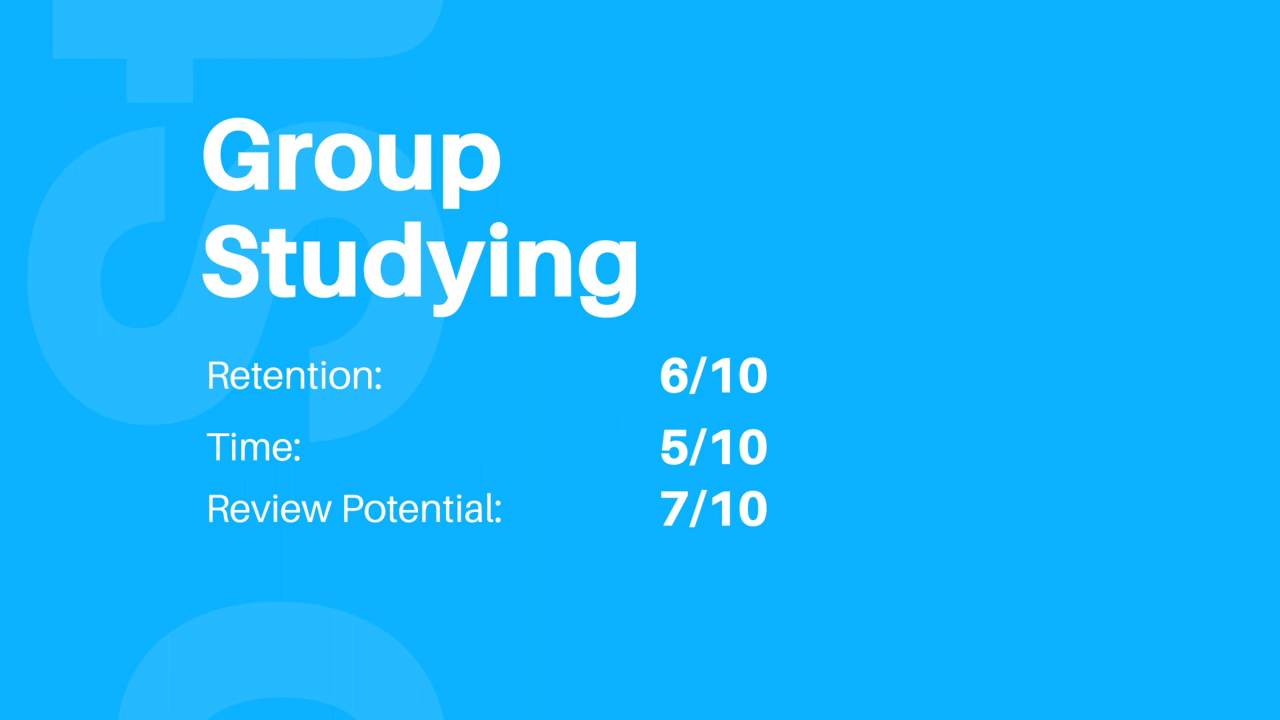 Group
Studying
Retention: 6/10
Time: 5/10
Review Potential: 7/10